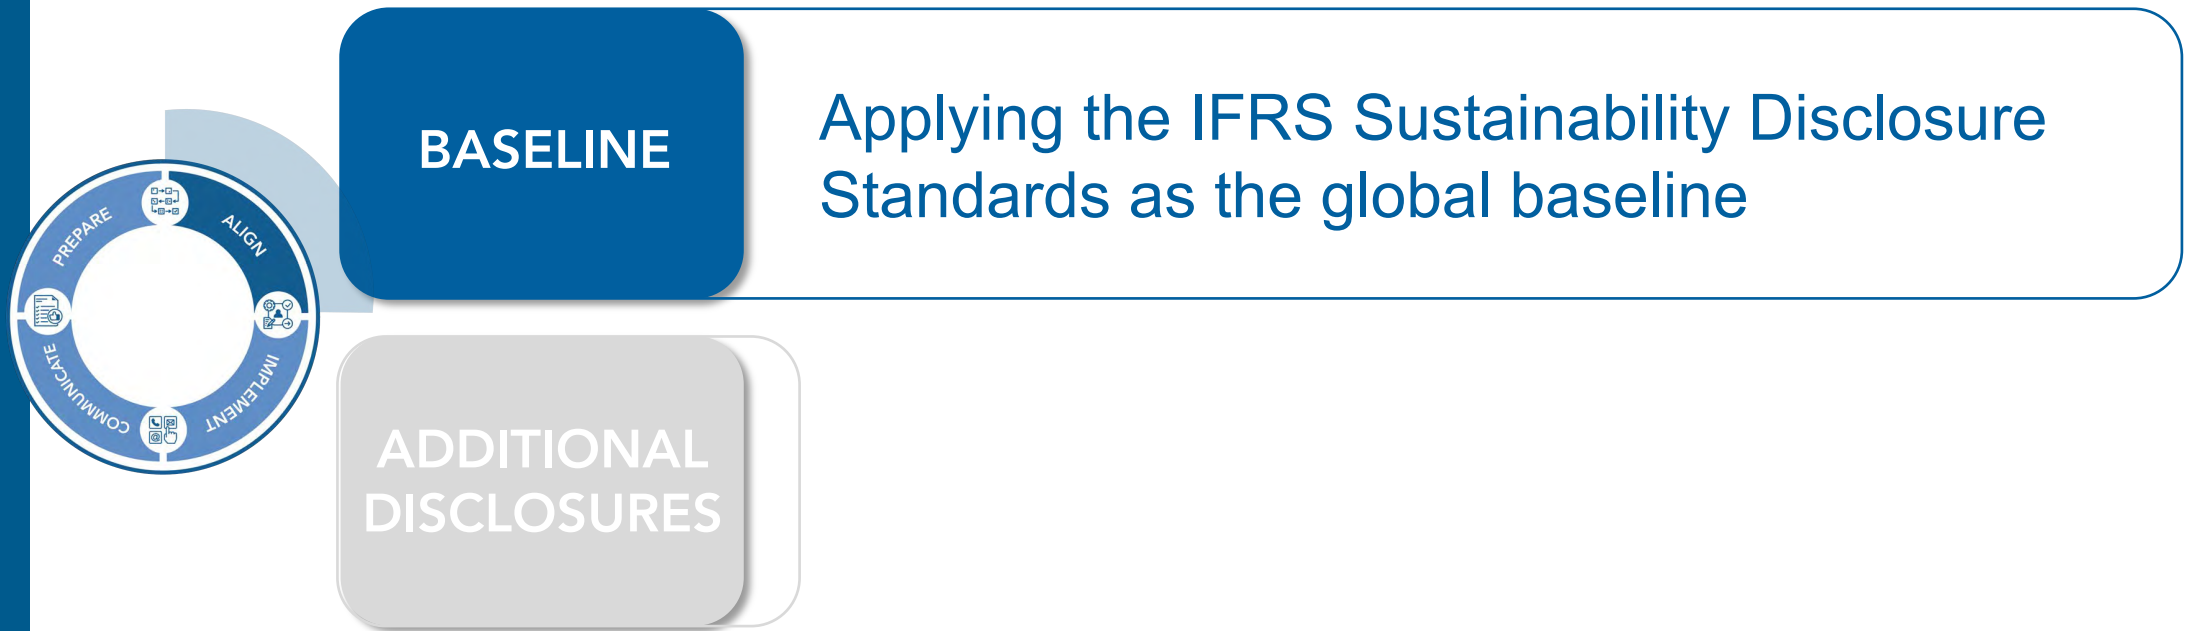 BASELINE
Applying the IFRS Sustainability Disclosure
Standards as the global baseline
PREPARE
ALIGN
IMPLEMENT
COMMUNICATE
ADDITIONAL
DISCLOSURES